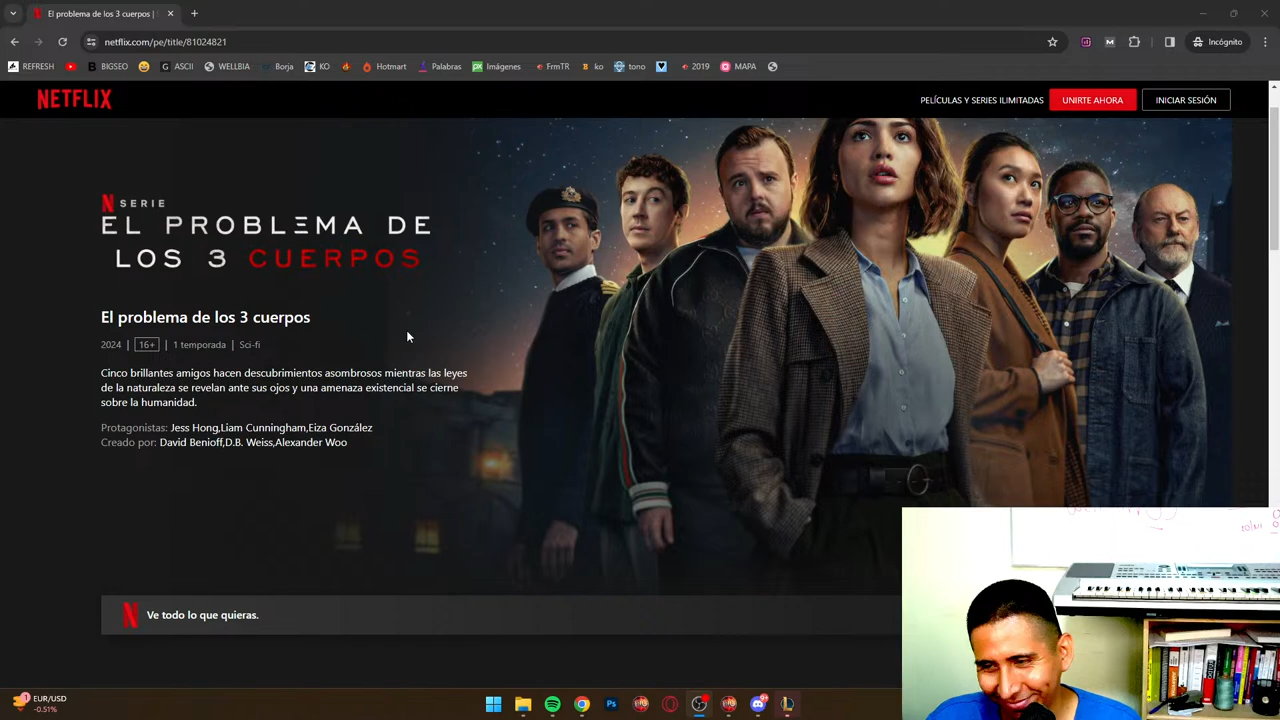 El problema de los 3 cuerpos |
netflix.com/pe/title/81024821
Incógnito
REFRESH
BIGSEO
ASCII
WELLBIA
Borja
KO
Hotmart
Palabras
Imágenes
FrmTR
ko
tono
2019
MAPA
NETFLIX
PELÍCULAS Y SERIES ILIMITADAS
UNIRTE AHORA
INICIAR SESIÓN
N SERIE
EL PROBLEMA DE
LOS 3 CUERPOS
El problema de los 3 cuerpos
2024 | 16+ | 1 temporada | Sci-fi
Cinco brillantes amigos hacen descubrimientos asombrosos mientras las leyes
de la naturaleza se revelan ante sus ojos y una amenaza existencial se cierne
sobre la humanidad.
Protagonistas: Jess Hong,Liam Cunningham,Eiza González
Creado por: David Benioff,D.B. Weiss,Alexander Woo
N Ve todo lo que quieras.
EUR/USD
-0.51%